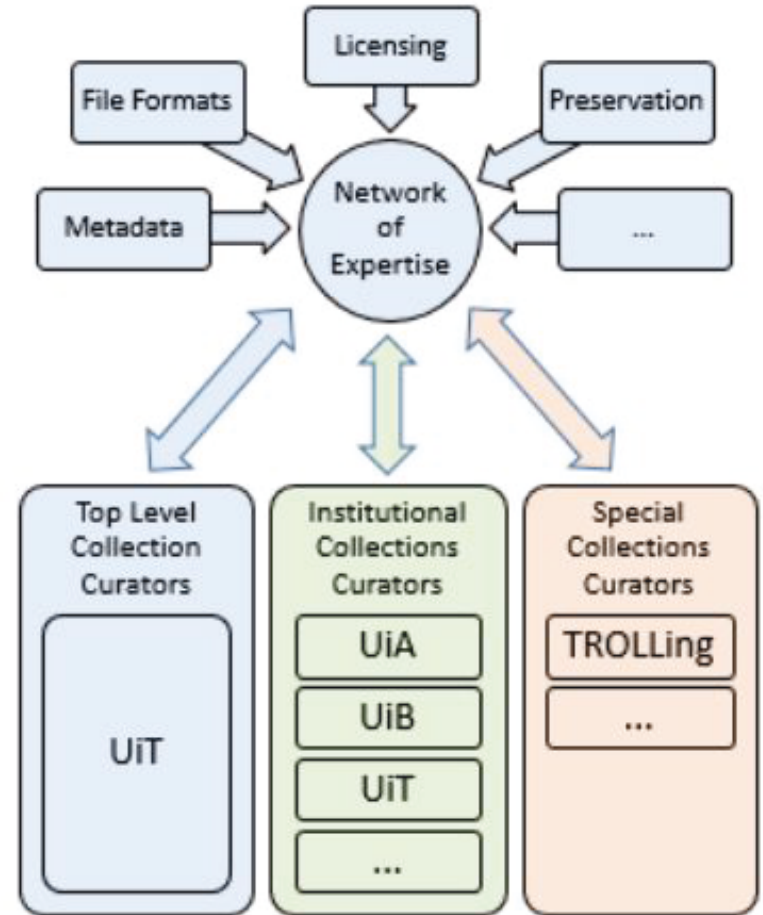 Licensing
File Formats
Preservation
Metadata
Network
of
Expertise
...
Top Level
Collection
Curators
UiT
Institutional
Collections
Curators
UiA
UiB
UiT
...
Special
Collections
Curators
TROLLing
...